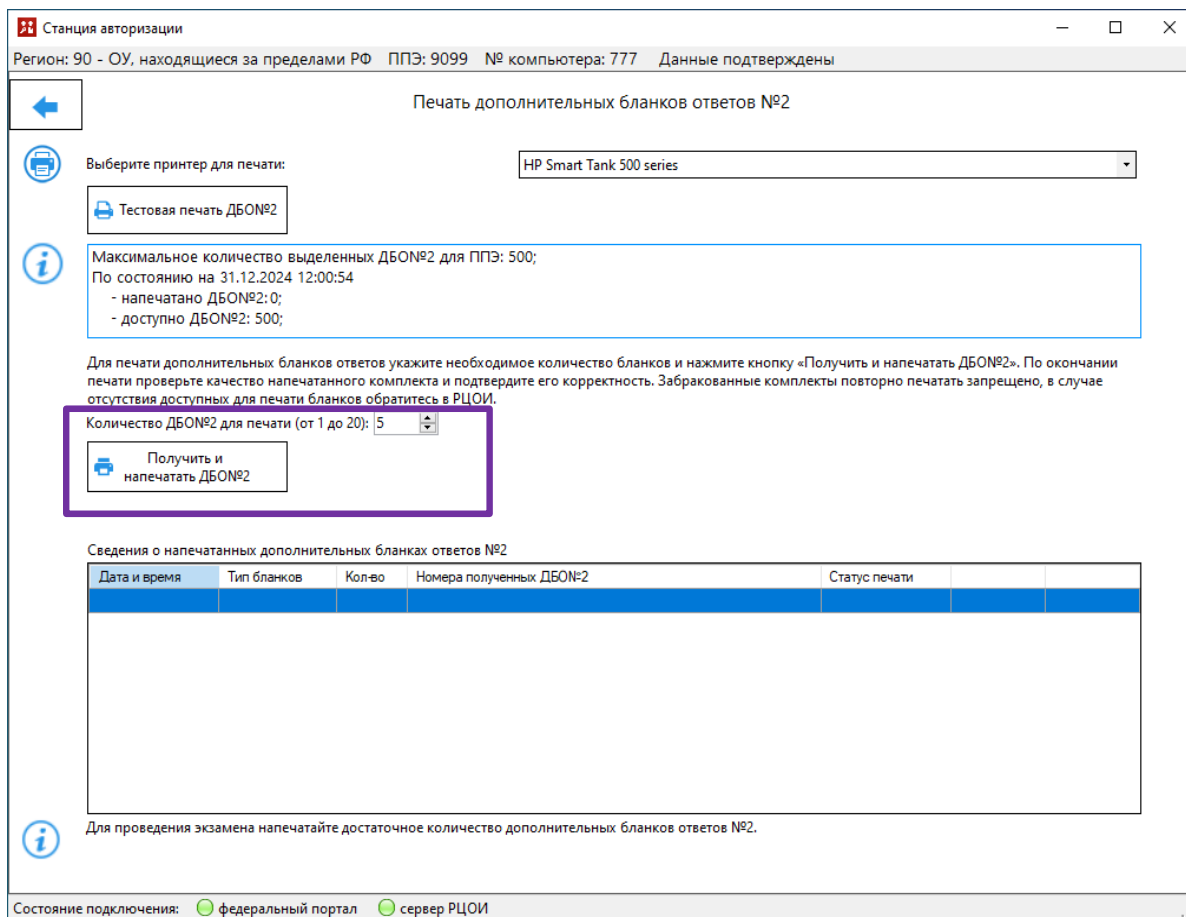 Станция авторизации
Регион: 90 - ОУ, находящиеся за пределами РФ ППЭ: 9099 № компьютера: 777 Данные подтверждены
Печать дополнительных бланков ответов №2
Выберите принтер для печати: HP Smart Tank 500 series
Тестовая печать ДБО№2
Максимальное количество выделенных ДБО№2 для ППЭ: 500;
По состоянию на 31.12.2024 12:00:54
- напечатано ДБО№2: 0;
- доступно ДБО№2: 500;
Для печати дополнительных бланков ответов укажите необходимое количество бланков и нажмите кнопку «Получить и напечатать ДБО№2». По окончании
печати проверьте качество напечатанного комплекта и подтвердите его корректность. Забракованные комплекты повторно печатать запрещено, в случае
отсутствия доступных для печати бланков обратитесь в РЦОИ.
Количество ДБО№2 для печати (от 1 до 20): 5
Получить и
напечатать ДБО№2
Сведения о напечатанных дополнительных бланках ответов №2
Дата и время Тип бланков Кол-во Номера полученных ДБО№2 Статус печати
Для проведения экзамена напечатайте достаточное количество дополнительных бланков ответов №2.
Состояние подключения: федеральный портал сервер РЦОИ